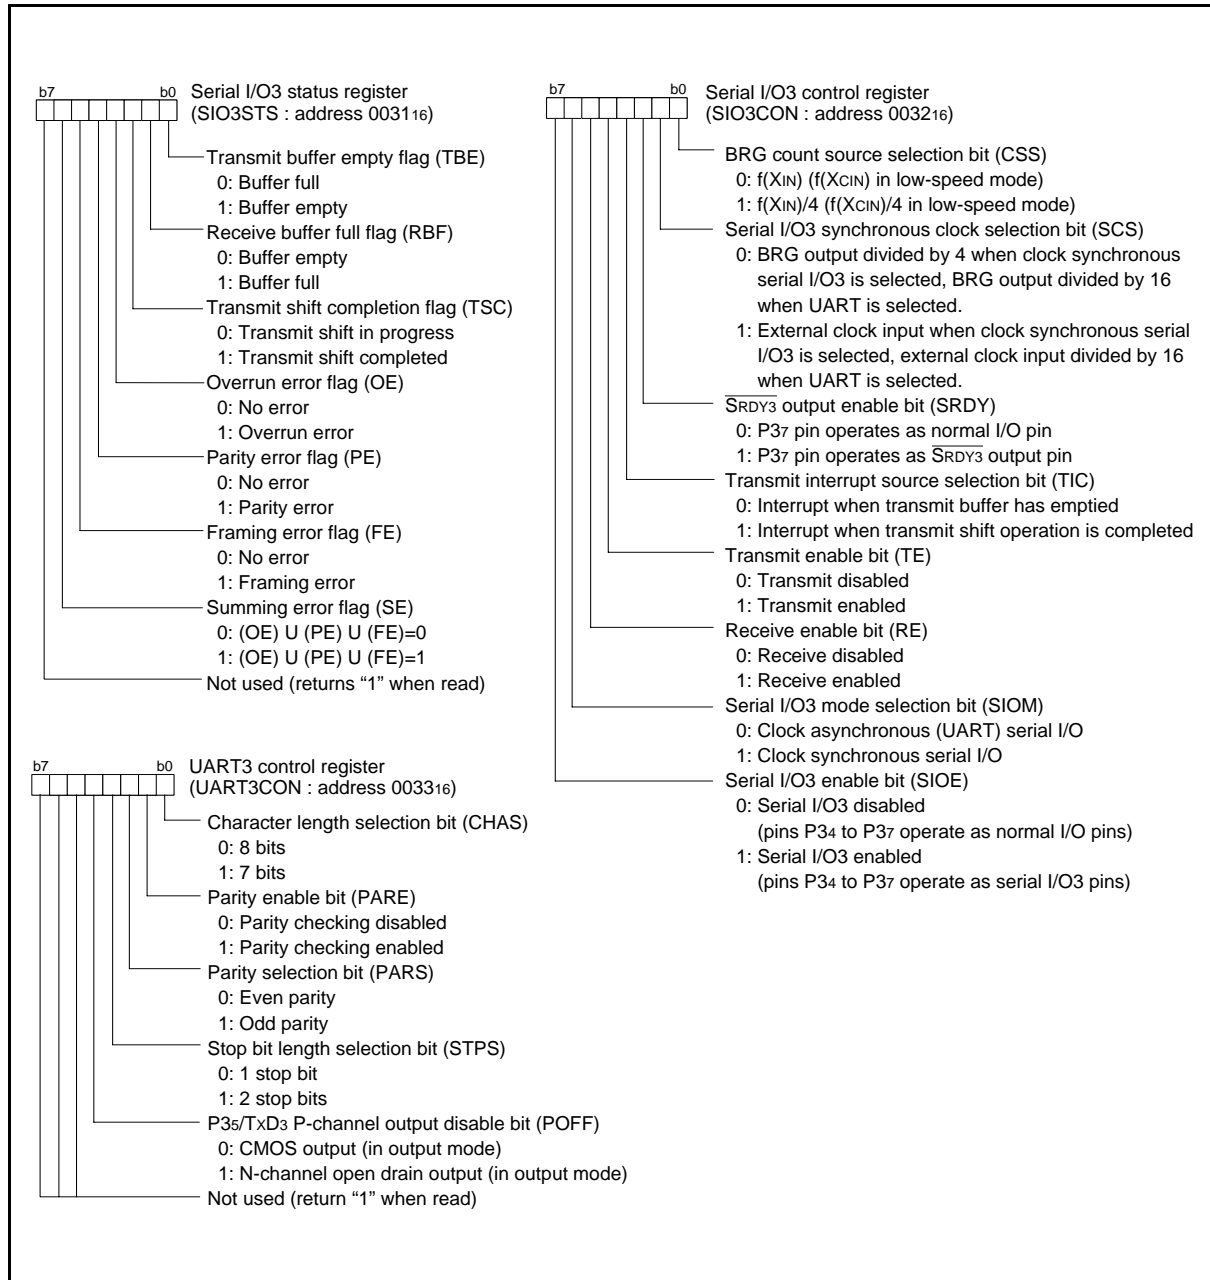 b7 b0 Serial I/O3 status register
(SIO3STS : address 003116)
Transmit buffer empty flag (TBE)
0: Buffer full
1: Buffer empty
Receive buffer full flag (RBF)
0: Buffer empty
1: Buffer full
Transmit shift completion flag (TSC)
0: Transmit shift in progress
1: Transmit shift completed
Overrun error flag (OE)
0: No error
1: Overrun error
Parity error flag (PE)
0: No error
1: Parity error
Framing error flag (FE)
0: No error
1: Framing error
Summing error flag (SE)
0: (OE) U (PE) U (FE)=0
1: (OE) U (PE) U (FE)=1
Not used (returns “1” when read)
b7 b0 UART3 control register
(UART3CON : address 003316)
Character length selection bit (CHAS)
0: 8 bits
1: 7 bits
Parity enable bit (PARE)
0: Parity checking disabled
1: Parity checking enabled
Parity selection bit (PARS)
0: Even parity
1: Odd parity
Stop bit length selection bit (STPS)
0: 1 stop bit
1: 2 stop bits
P35/TXD3 P-channel output disable bit (POFF)
0: CMOS output (in output mode)
1: N-channel open drain output (in output mode)
Not used (return “1” when read)
b7 b0 Serial I/O3 control register
(SIO3CON : address 003216)
BRG count source selection bit (CSS)
0: f(XIN) (f(XCIN) in low-speed mode)
1: f(XIN)/4 (f(XCIN)/4 in low-speed mode)
Serial I/O3 synchronous clock selection bit (SCS)
0: BRG output divided by 4 when clock synchronous
serial I/O3 is selected, BRG output divided by 16
when UART is selected.
1: External clock input when clock synchronous serial
I/O3 is selected, external clock input divided by 16
when UART is selected.
SRDY3 output enable bit (SRDY)
0: P37 pin operates as normal I/O pin
1: P37 pin operates as SRDY3 output pin
Transmit interrupt source selection bit (TIC)
0: Interrupt when transmit buffer has emptied
1: Interrupt when transmit shift operation is completed
Transmit enable bit (TE)
0: Transmit disabled
1: Transmit enabled
Receive enable bit (RE)
0: Receive disabled
1: Receive enabled
Serial I/O3 mode selection bit (SIOM)
0: Clock asynchronous (UART) serial I/O
1: Clock synchronous serial I/O
Serial I/O3 enable bit (SIOE)
0: Serial I/O3 disabled
(pins P34 to P37 operate as normal I/O pins)
1: Serial I/O3 enabled
(pins P34 to P37 operate as serial I/O3 pins)